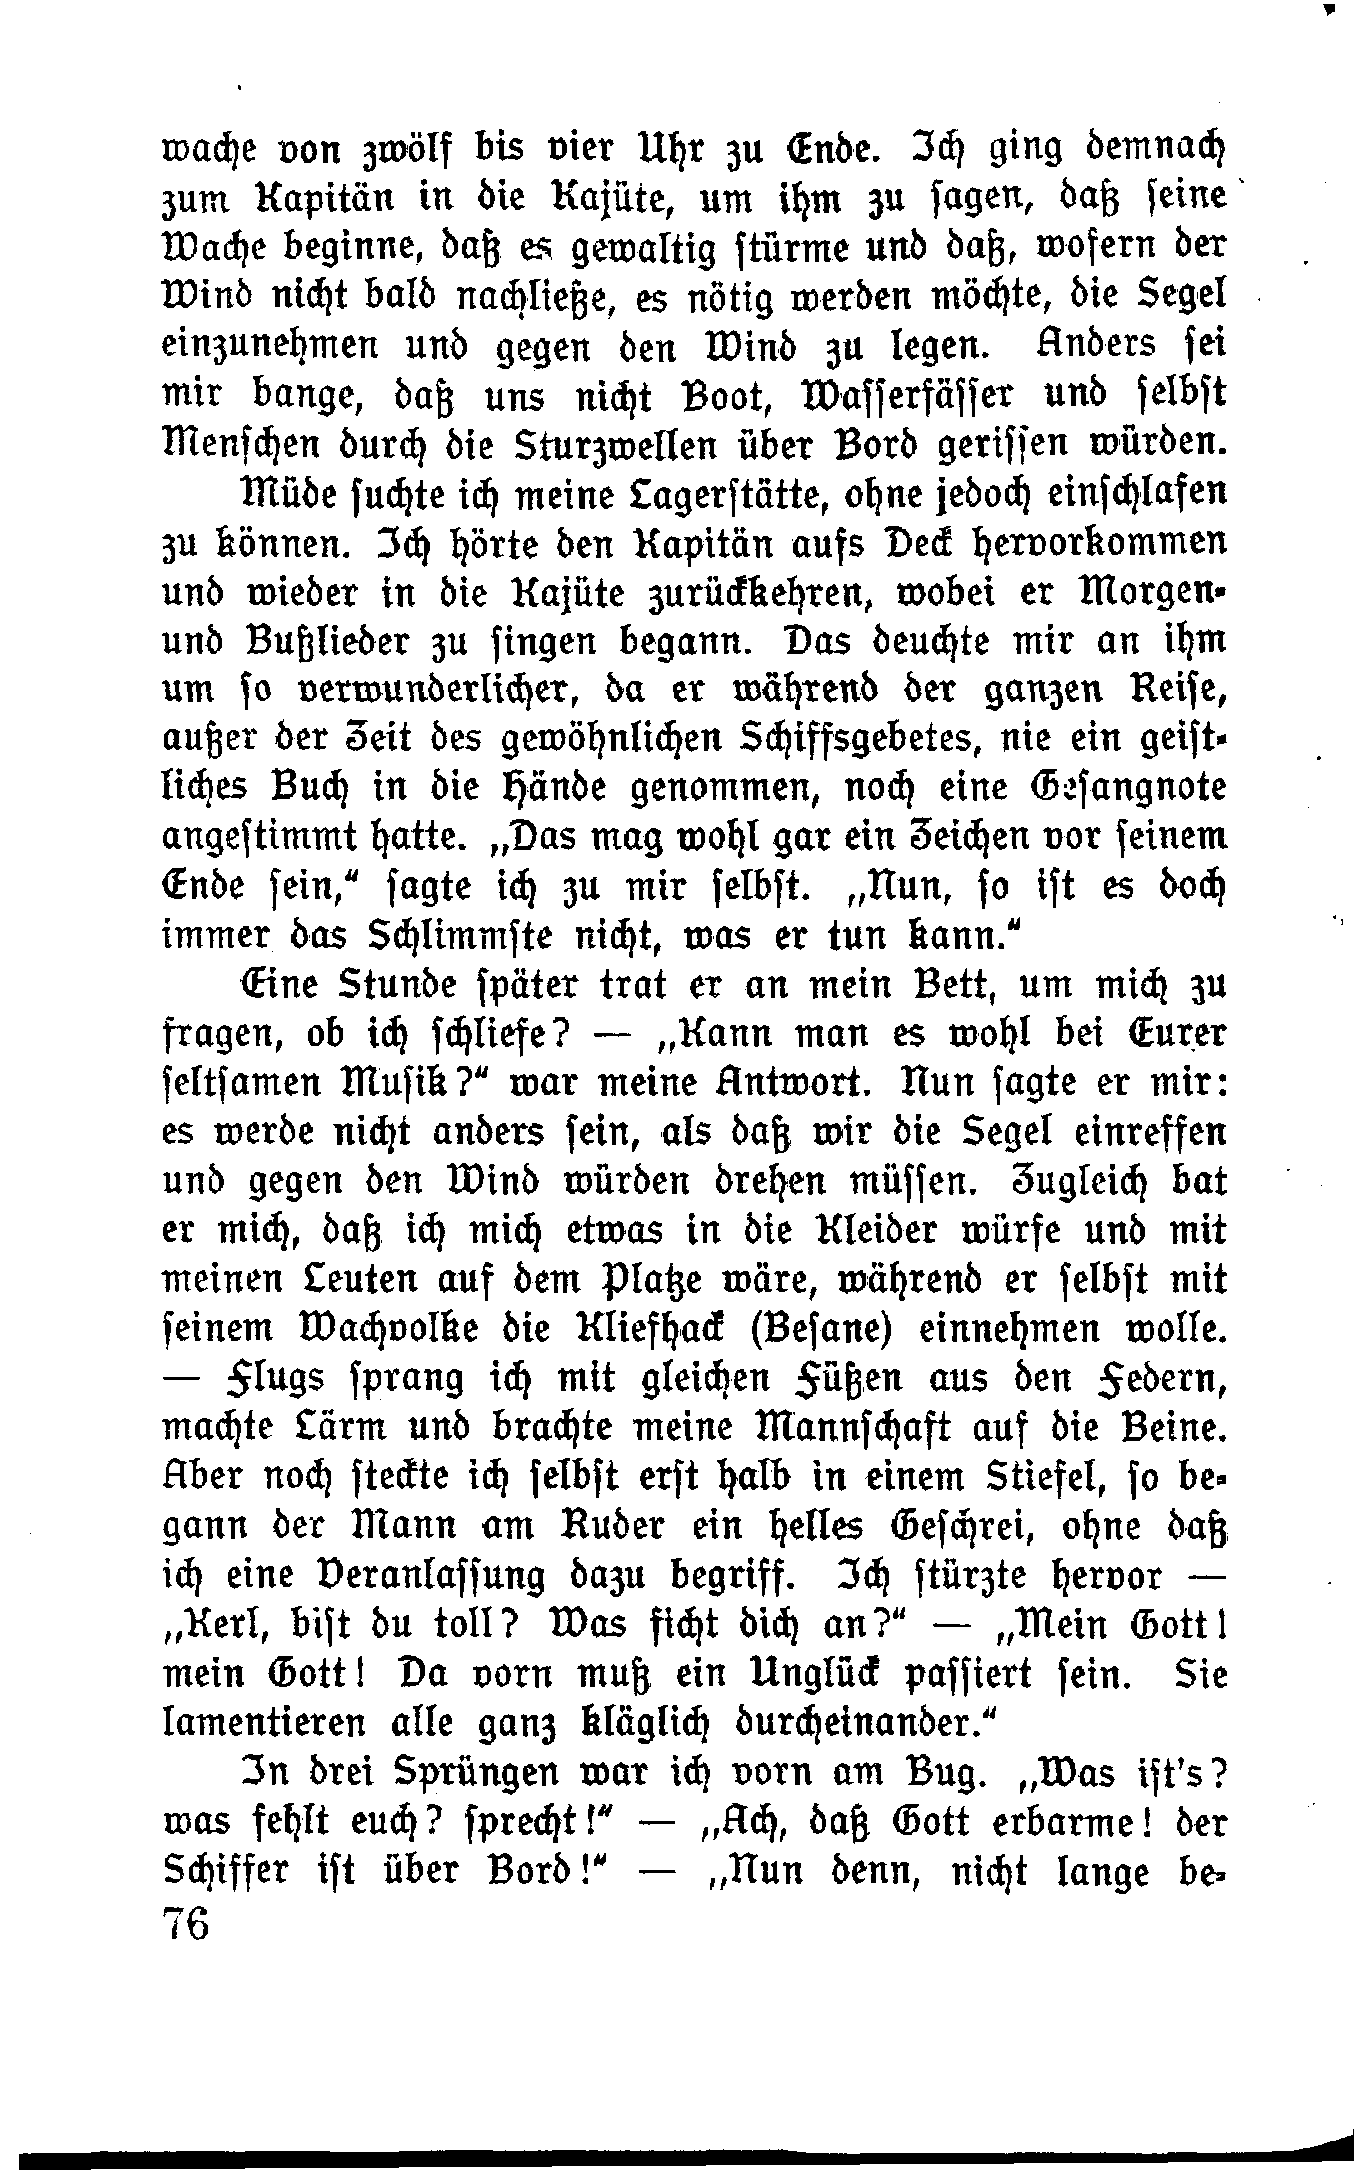 wache von zwölf bis vier Uhr zu Ende. Ich ging demnach
zum Kapitän in die Kajüte, um ihm zu sagen, daß seine
Wache beginne, daß es gewaltig stürme und daß, wofern der
Wind nicht bald nachließe, es nötig werden möchte, die Segel
einzunehmen und gegen den Wind zu legen. Anders sei
mir bange, daß uns nicht Boot, Wasserfässer und selbst
Menschen durch die Sturzwellen über Bord gerissen würden.
Müde suchte ich meine Lagerstätte, ohne jedoch einschlafen
zu können. Ich hörte den Kapitän aufs Deck hervorkommen
und wieder in die Kajüte zurückkehren, wobei er Morgen-
und Bußlieder zu singen begann. Das deuchte mir an ihm
um so verwunderlicher, da er während der ganzen Reise,
außer der Zeit des gewöhnlichen Schiffsgebetes, nie ein geist-
liches Buch in die Hände genommen, noch eine Gesangnote
angestimmt hatte. „Das mag wohl gar ein Zeichen vor seinem
Ende sein,“ sagte ich zu mir selbst. „Nun, so ist es doch
immer das Schlimmste nicht, was er tun kann.“
Eine Stunde später trat er an mein Bett, um mich zu
fragen, ob ich schliefe? — „Kann man es wohl bei Eurer
seltsamen Musik?“ war meine Antwort. Nun sagte er mir:
es werde nicht anders sein, als daß wir die Segel einreffen
und gegen den Wind würden drehen müssen. Zugleich bat
er mich, daß ich mich etwas in die Kleider würfe und mit
meinen Leuten auf dem Platze wäre, während er selbst mit
seinem Wachvolke die Kliefhack (Besane) einnehmen wolle.
— Flugs sprang ich mit gleichen Füßen aus den Federn,
machte Lärm und brachte meine Mannschaft auf die Beine.
Aber noch steckte ich selbst erst halb in einem Stiefel, so be-
gann der Mann am Ruder ein helles Geschrei, ohne daß
ich eine Veranlassung dazu begriff. Ich stürzte hervor —
„Kerl, bist du toll? Was ficht dich an?“ — „Mein Gott!
mein Gott! Da vorn muß ein Unglück passiert sein. Sie
lamentieren alle ganz kläglich durcheinander.“
In drei Sprüngen war ich vorn am Bug. „Was ist's?
was fehlt euch? sprecht!“ — „Ach, daß Gott erbarme! der
Schiffer ist über Bord!“ — „Nun denn, nicht lange be-
76